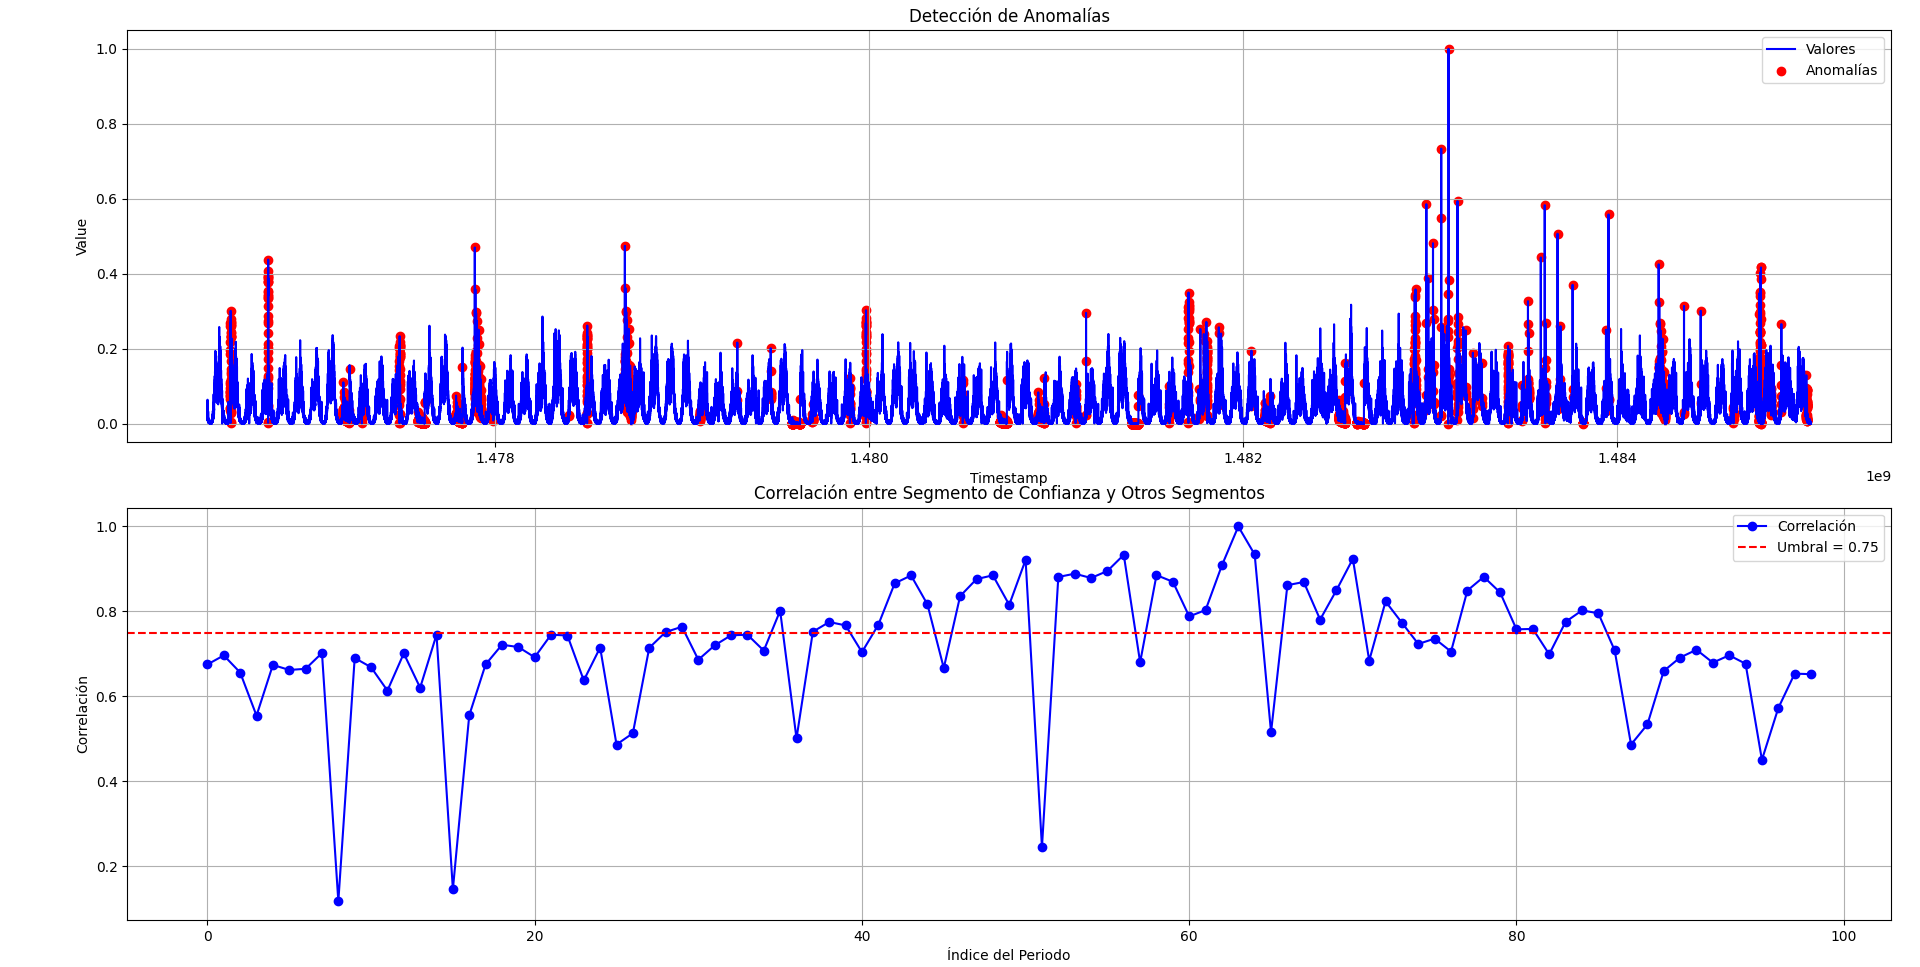 Detección de Anomalías
1.0
0.8
0.6
0.4
0.2
0.0
Value
Valores
Anomalías
1.478
1.480
1.482
1.484
1e9
Timestamp
Correlación entre Segmento de Confianza y Otros Segmentos
1.0
0.8
0.6
0.4
0.2
Correlación
Correlación
Umbral = 0.75
0
20
40
60
80
100
Índice del Periodo